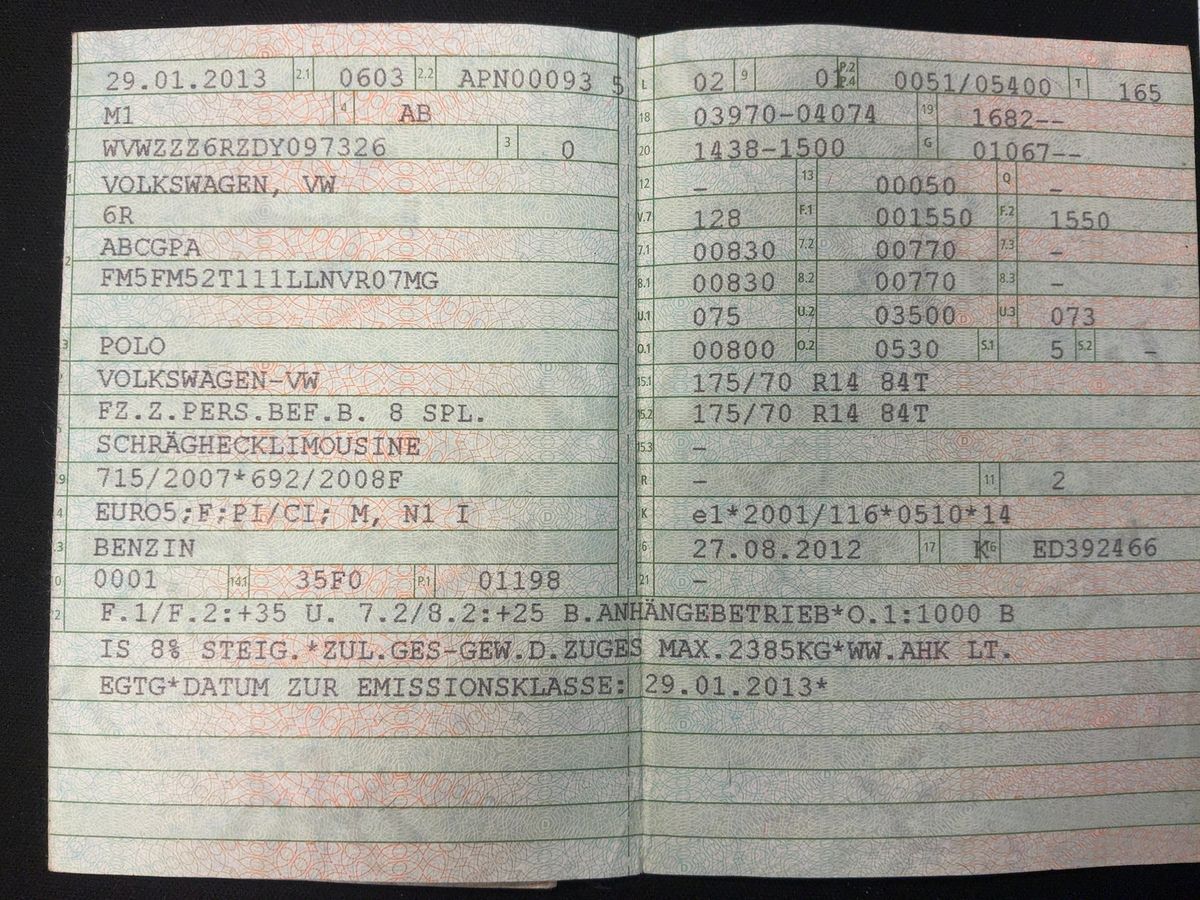 29.01.2013 2.1 0603 2.2 APN00093 5
M1 4 AB
WVWZZZ6RZDY097326 3 0
VOLKSWAGEN, VW
6R
2 ABCGPA
FM5FM52T111LLNVR07MG
3 POLO
VOLKSWAGEN-VW
FZ.Z.PERS.BEF.B. 8 SPL.
5 SCHRÄGHECKLIMOUSINE
9 715/2007*692/2008F
4 EURO5;F;PI/CI; M, N1 I
.3 BENZIN
0 0001 14.1 35F0 P.1 01198
L 02 9 01 P.2 P.4 0051/05400 T 165
18 03970-04074 19 1682--
20 1438-1500 G 01067--
12 – 13 00050 Q –
V.7 128 F.1 001550 F.2 1550
7.1 00830 7.2 00770 7.3 –
8.1 00830 8.2 00770 8.3 –
U.1 075 U.2 03500 U.3 073
O.1 00800 O.2 0530 S.1 5 S.2 –
15.1 175/70 R14 84T
15.2 175/70 R14 84T
15.3 –
R – 11 2
K e1*2001/116*0510*14
6 27.08.2012 17 K 16 ED392466
21 –
22 F.1/F.2:+35 U. 7.2/8.2:+25 B.ANHÄNGEBETRIEB*O.1:1000 B
IS 8% STEIG.*ZUL.GES-GEW.D.ZUGES MAX.2385KG*WW.AHK LT.
EGTG*DATUM ZUR EMISSIONSKLASSE: 29.01.2013*